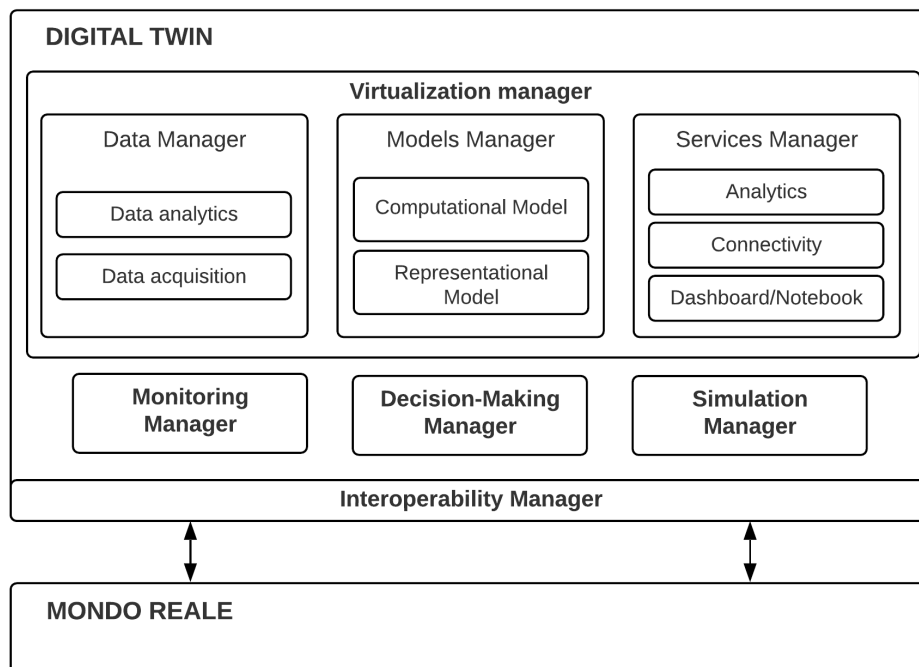 DIGITAL TWIN
Virtualization manager
Data Manager
Data analytics
Data acquisition
Models Manager
Computational Model
Representational
Model
Services Manager
Analytics
Connectivity
Dashboard/Notebook
Monitoring
Manager
Decision-Making
Manager
Simulation
Manager
Interoperability Manager
MONDO REALE